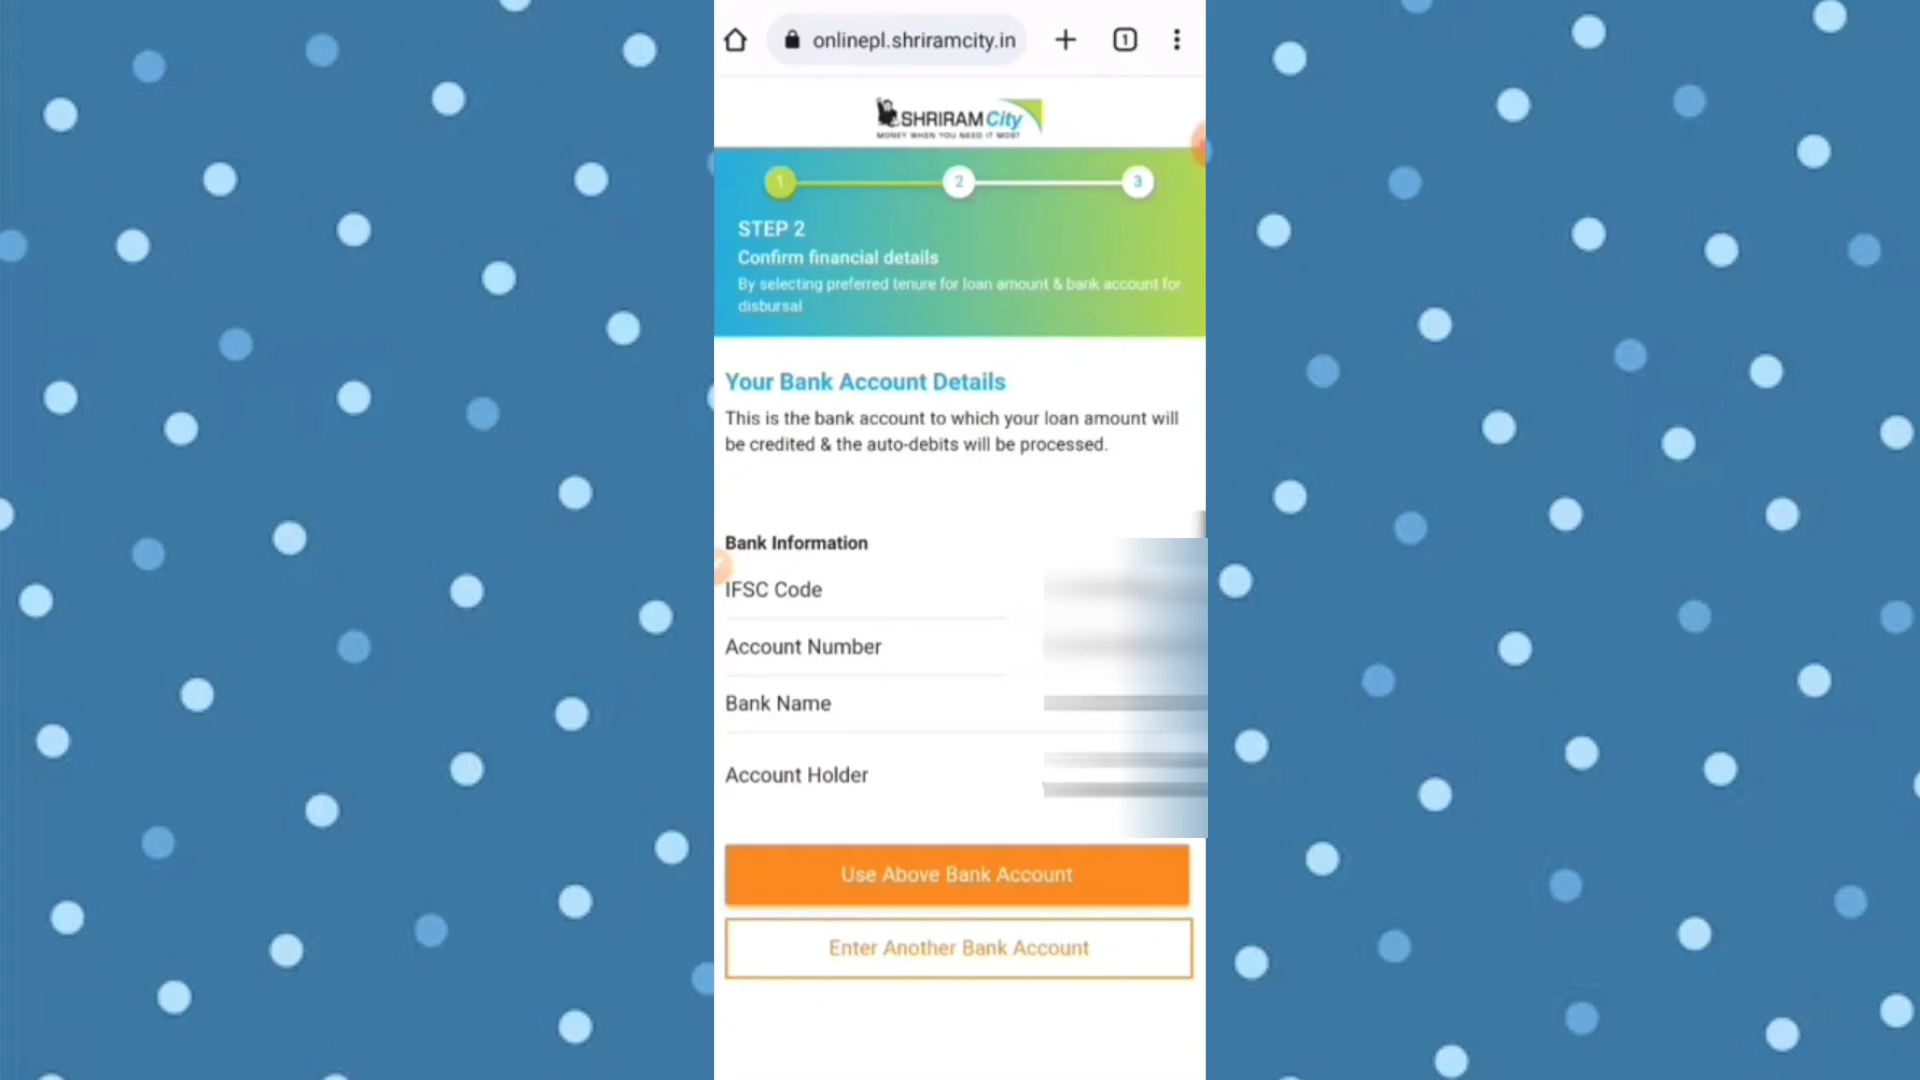 onlinepl.shriramcity.in
1
SHRIRAM City
MONEY WHEN YOU NEED IT MOST
1 2 3
STEP 2
Confirm financial details
By selecting preferred tenure for loan amount & bank account for
disbursal
Your Bank Account Details
This is the bank account to which your loan amount will
be credited & the auto-debits will be processed.
Bank Information
IFSC Code
Account Number
Bank Name
Account Holder
Use Above Bank Account
Enter Another Bank Account